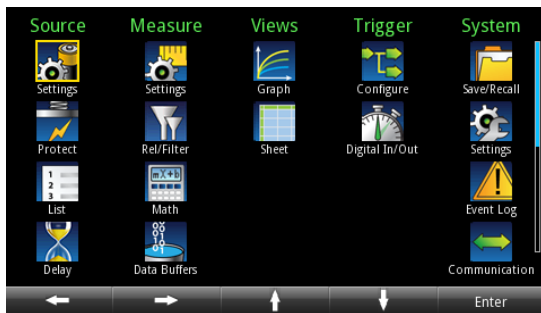 Source Measure Views Trigger System
Settings Settings Graph Configure Save/Recall
Protect Rel/Filter Sheet Digital In/Out Settings
1
2
3
List
mX+b
Math
Event Log
Delay Data Buffers Communication
Enter